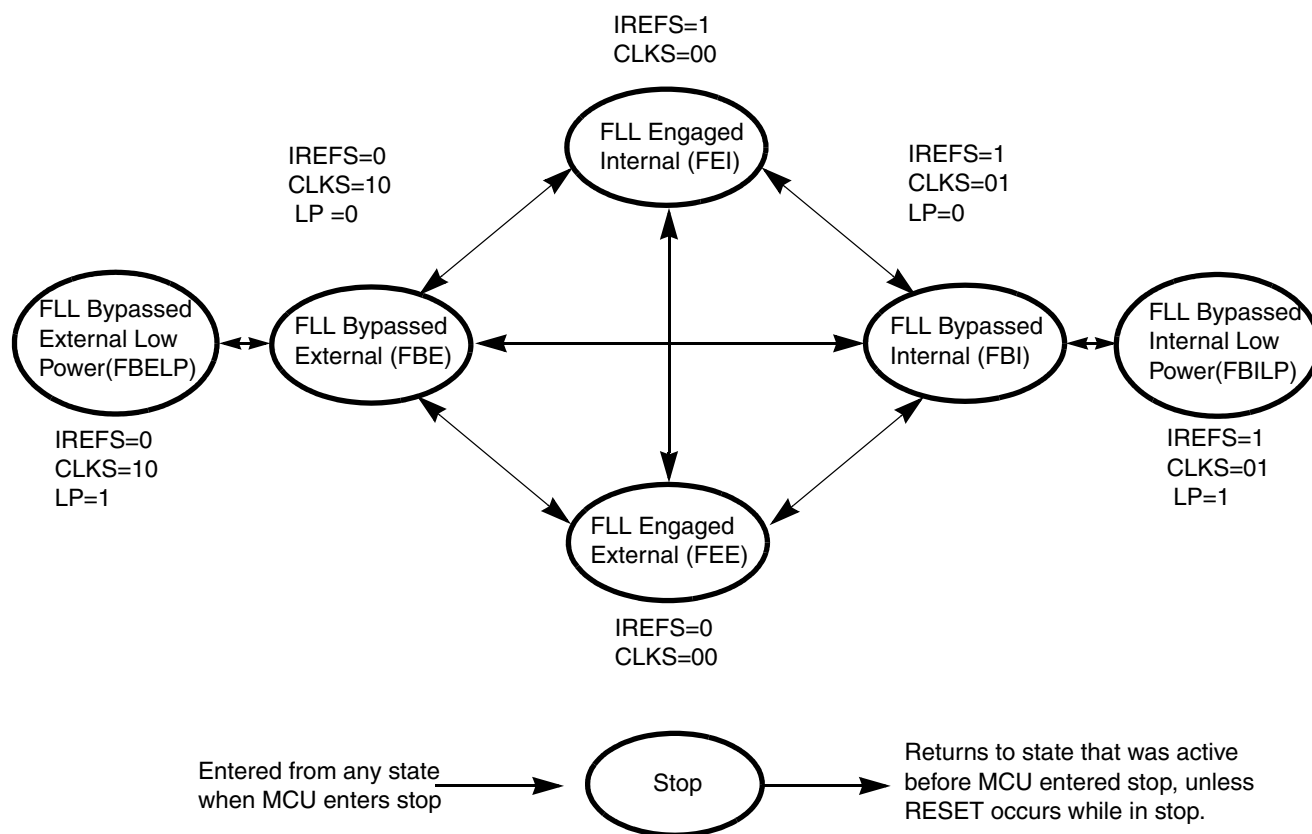 IREFS=1
CLKS=00
FLL Engaged
Internal (FEI)
IREFS=0
CLKS=10
LP =0
IREFS=1
CLKS=01
LP=0
FLL Bypassed
External Low
Power(FBELP)
FLL Bypassed
External (FBE)
FLL Bypassed
Internal (FBI)
FLL Bypassed
Internal Low
Power(FBILP)
IREFS=0
CLKS=10
LP=1
IREFS=1
CLKS=01
LP=1
FLL Engaged
External (FEE)
IREFS=0
CLKS=00
Entered from any state
when MCU enters stop
Stop
Returns to state that was active
before MCU entered stop, unless
RESET occurs while in stop.